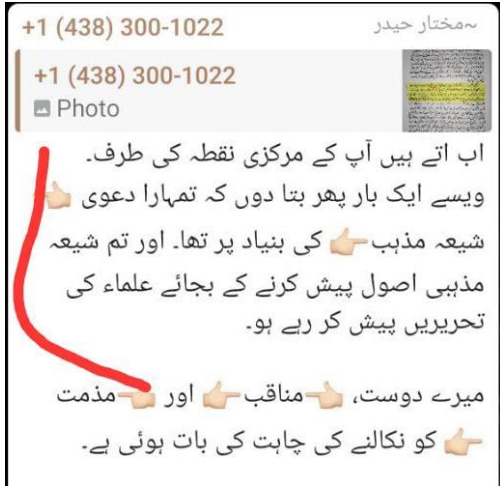 +1 (438) 300-1022 ~مختار حیدر
+1 (438) 300-1022
Photo
اب اتے ہیں آپ کے مرکزی نقطہ کی طرف۔
ویسے ایک بار پھر بتا دوں کہ تمہارا دعوی 👈🏻
شیعہ مذہب👉🏻 کی بنیاد پر تھا۔ اور تم شیعہ
مذہبی اصول پیش کرنے کے بجائے علماء کی
تحریریں پیش کر رہے ہو۔
میرے دوست، 👈🏻مناقب👉🏻 اور 👈🏻مذمت
👉🏻 کو نکالنے کی چاہت کی بات ہوئی ہے۔